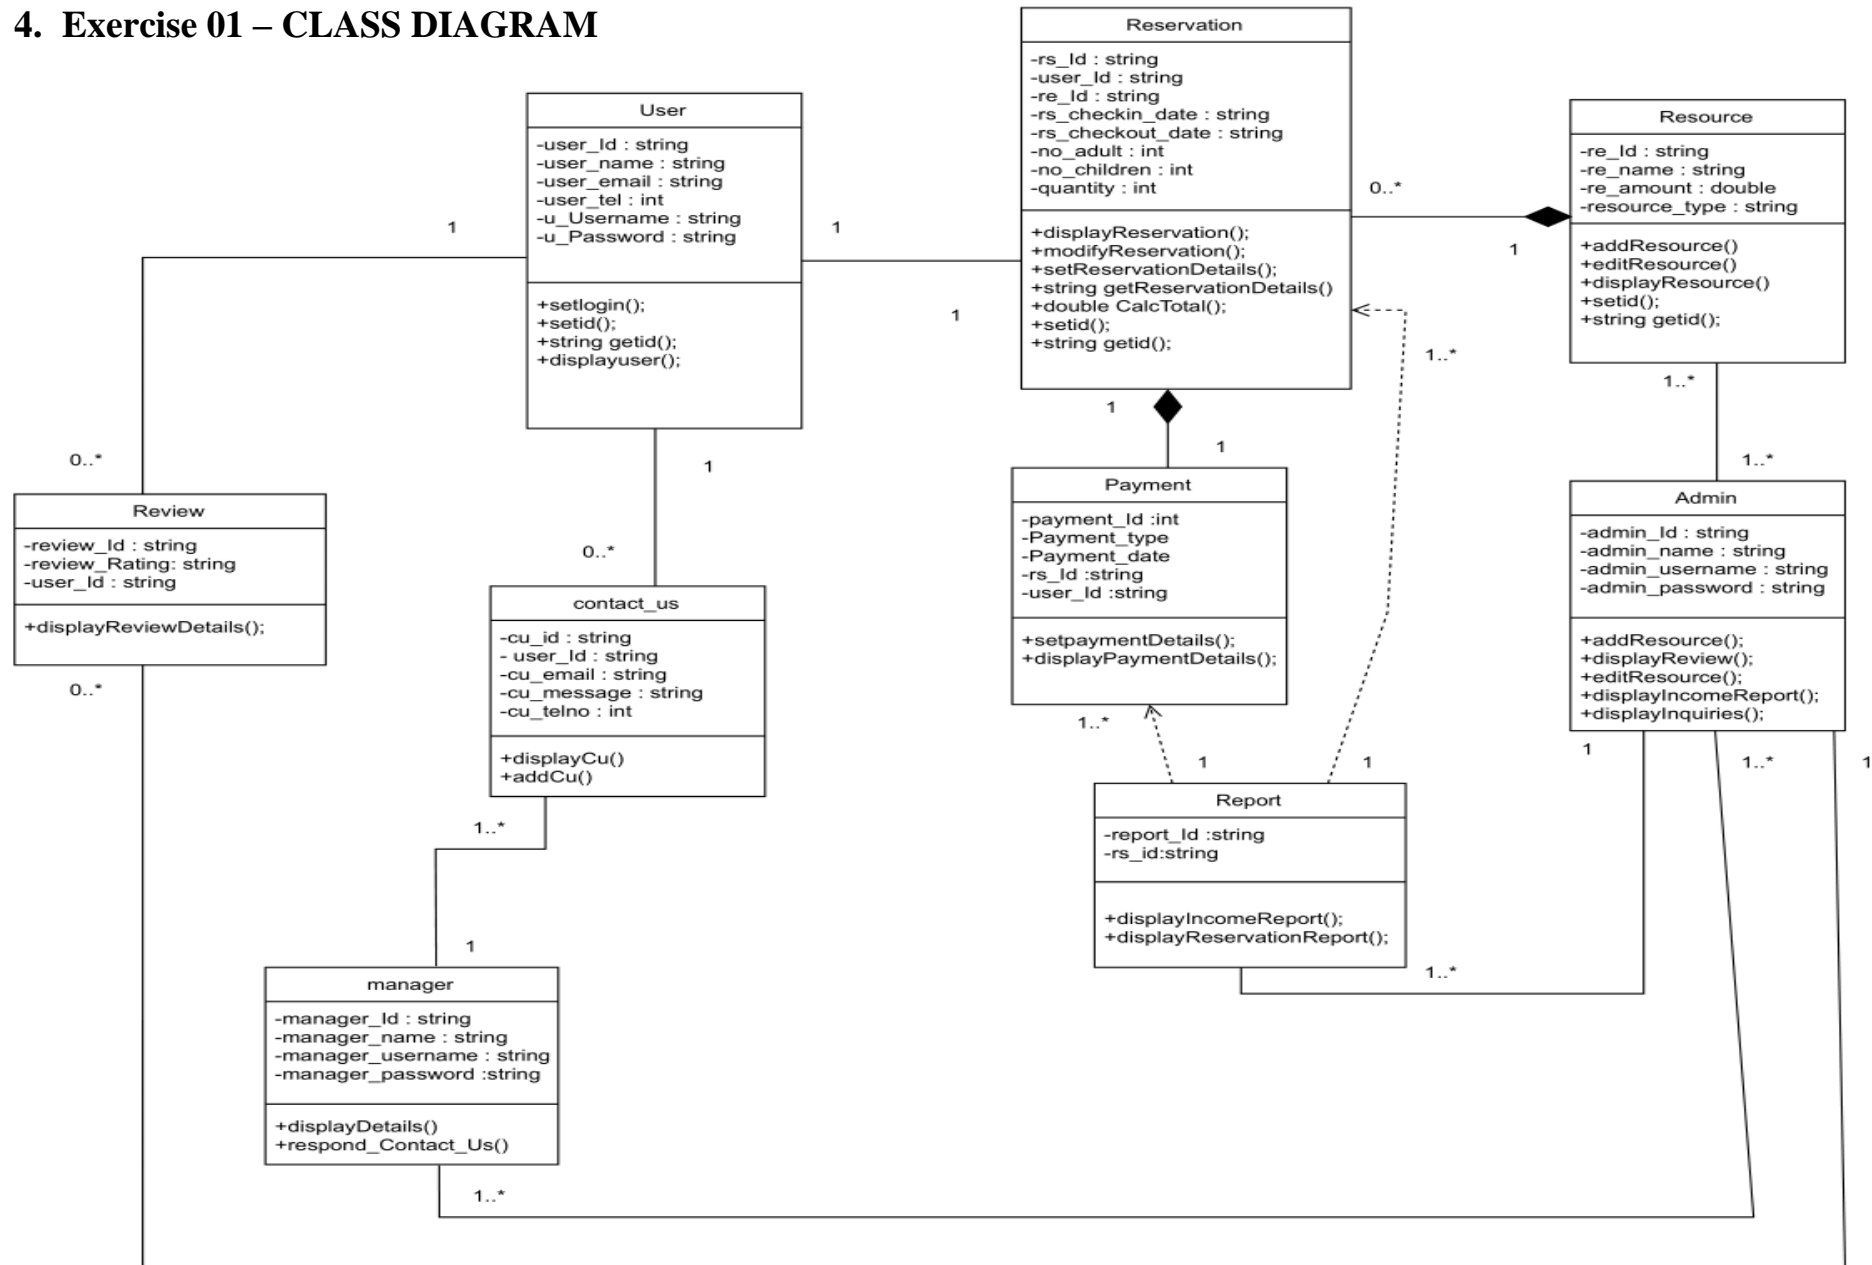 4. Exercise 01 – CLASS DIAGRAM
Reservation
-rs_Id : string
-user_Id : string
-re_Id : string
-rs_checkin_date : string
-rs_checkout_date : string
-no_adult : int
-no_children : int
-quantity : int
+displayReservation();
+modifyReservation();
+setReservationDetails();
+string getReservationDetails()
+double CalcTotal();
+setid();
+string getid();
User
-user_Id : string
-user_name : string
-user_email : string
-user_tel : int
-u_Username : string
-u_Password : string
+setlogin();
+setid();
+string getid();
+displayuser();
Resource
-re_Id : string
-re_name : string
-re_amount : double
-resource_type : string
+addResource()
+editResource()
+displayResource()
+setid();
+string getid();
0..*
1
1
1
1
1..*
1..*
1
1
0..*
1
1..*
Review
-review_Id : string
-review_Rating: string
-user_Id : string
+displayReviewDetails();
0..*
Payment
-payment_Id :int
-Payment_type
-Payment_date
-rs_Id :string
-user_Id :string
+setpaymentDetails();
+displayPaymentDetails();
Admin
-admin_Id : string
-admin_name : string
-admin_username : string
-admin_password : string
+addResource();
+displayReview();
+editResource();
+displayIncomeReport();
+displayInquiries();
0..*
contact_us
-cu_id : string
- user_Id : string
-cu_email : string
-cu_message : string
-cu_telno : int
+displayCu()
+addCu()
1..*
1
1
1
1..*
1
Report
-report_Id :string
-rs_id:string
+displayIncomeReport();
+displayReservationReport();
1..*
1..*
1
manager
-manager_Id : string
-manager_name : string
-manager_username : string
-manager_password :string
+displayDetails()
+respond_Contact_Us()
1..*